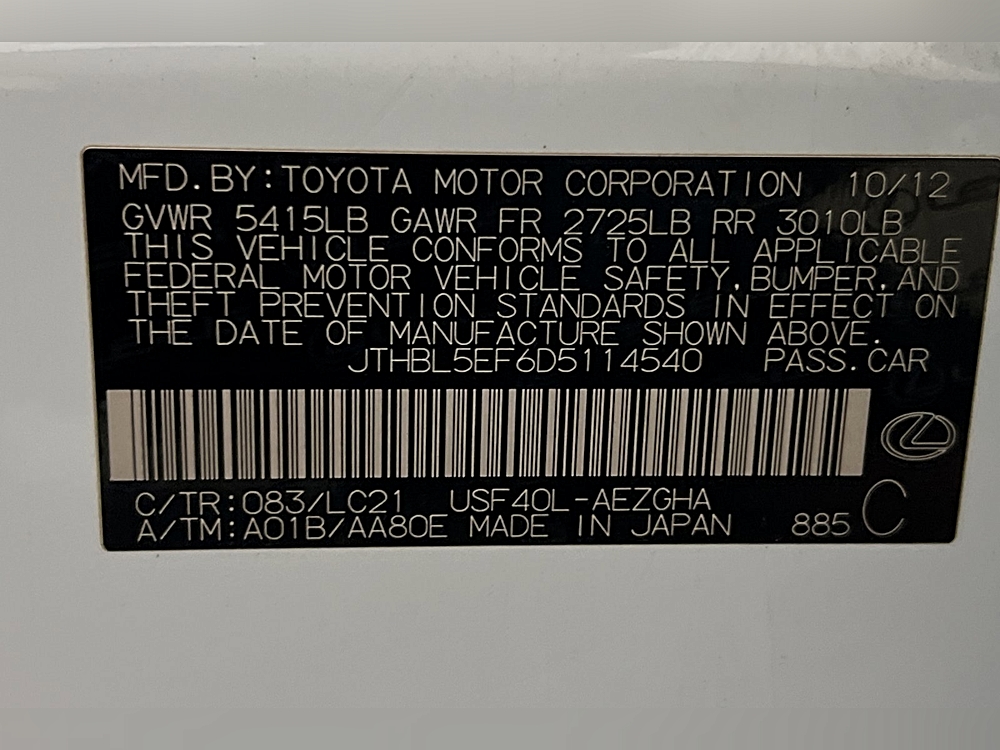 MFD. BY: TOYOTA MOTOR CORPORATION 10/12
GVWR 5415LB GAWR FR 2725LB RR 3010LB
THIS VEHICLE CONFORMS TO ALL APPLICABLE
FEDERAL MOTOR VEHICLE SAFETY, BUMPER, AND
THEFT PREVENTION STANDARDS IN EFFECT ON
THE DATE OF MANUFACTURE SHOWN ABOVE.
JTHBL5EF6D5114540 PASS. CAR
C/TR: 083/LC21 USF40L-AEZGHA
A/TM: A01B/AA80E MADE IN JAPAN 885 C